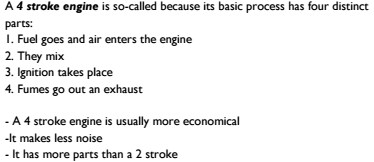 A 4 stroke engine is so-called because its basic process has four distinct
parts:
1. Fuel goes and air enters the engine
2. They mix
3. Ignition takes place
4. Fumes go out an exhaust
- A 4 stroke engine is usually more economical
-It makes less noise
- It has more parts than a 2 stroke